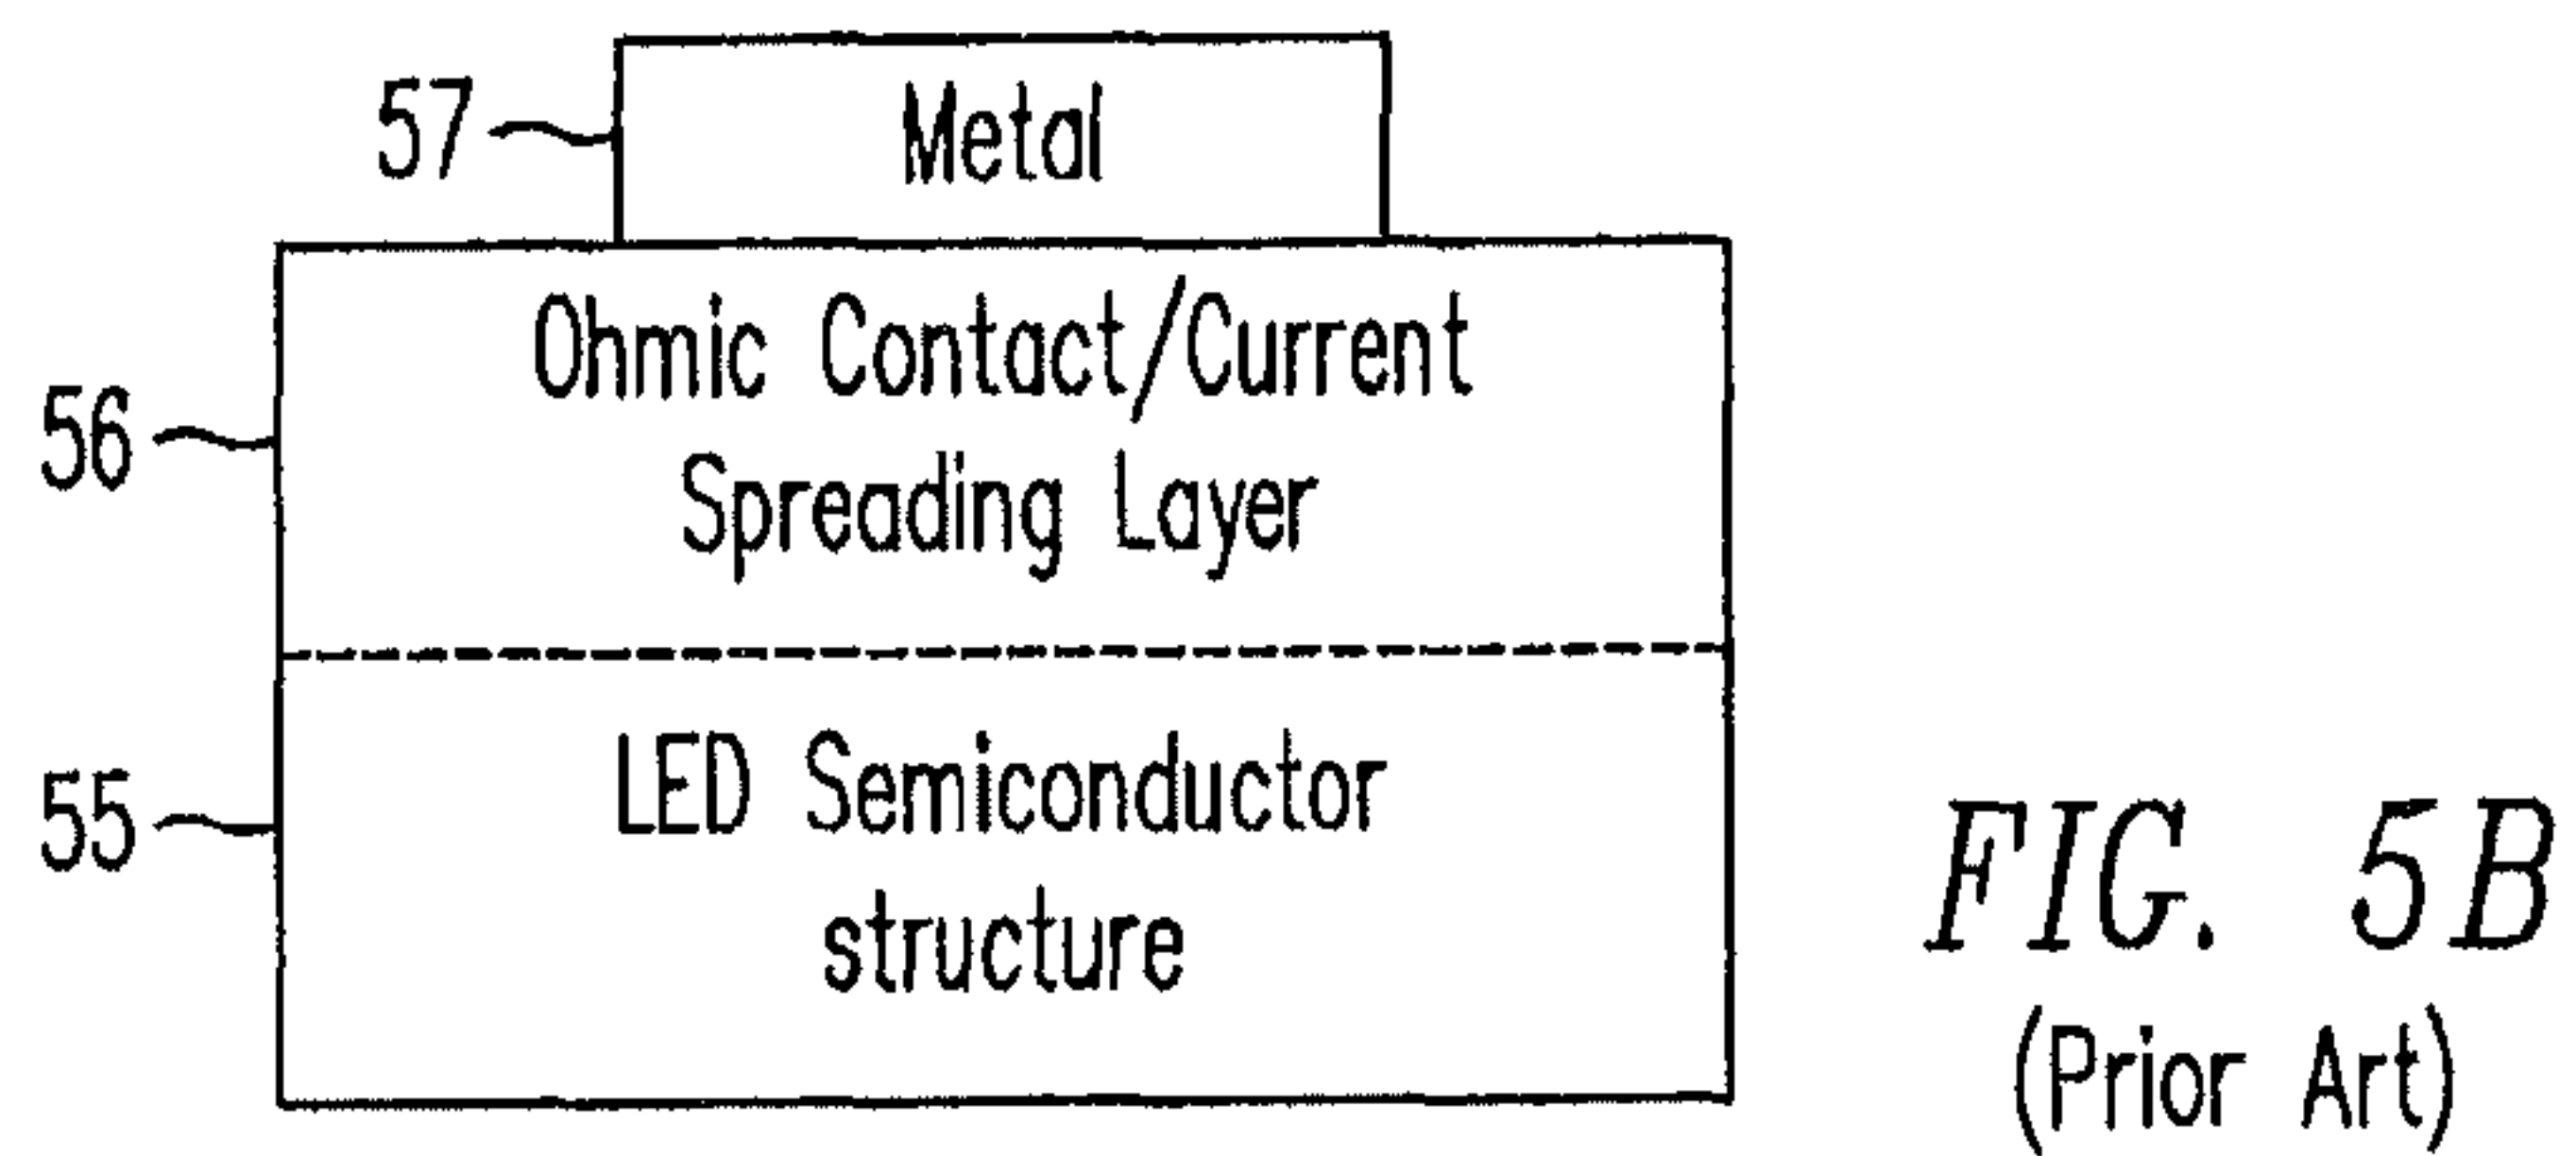 57
Metal
56
Ohmic Contact/Current
Spreading Layer
55
LED Semiconductor
structure
FIG. 5B
(Prior Art)